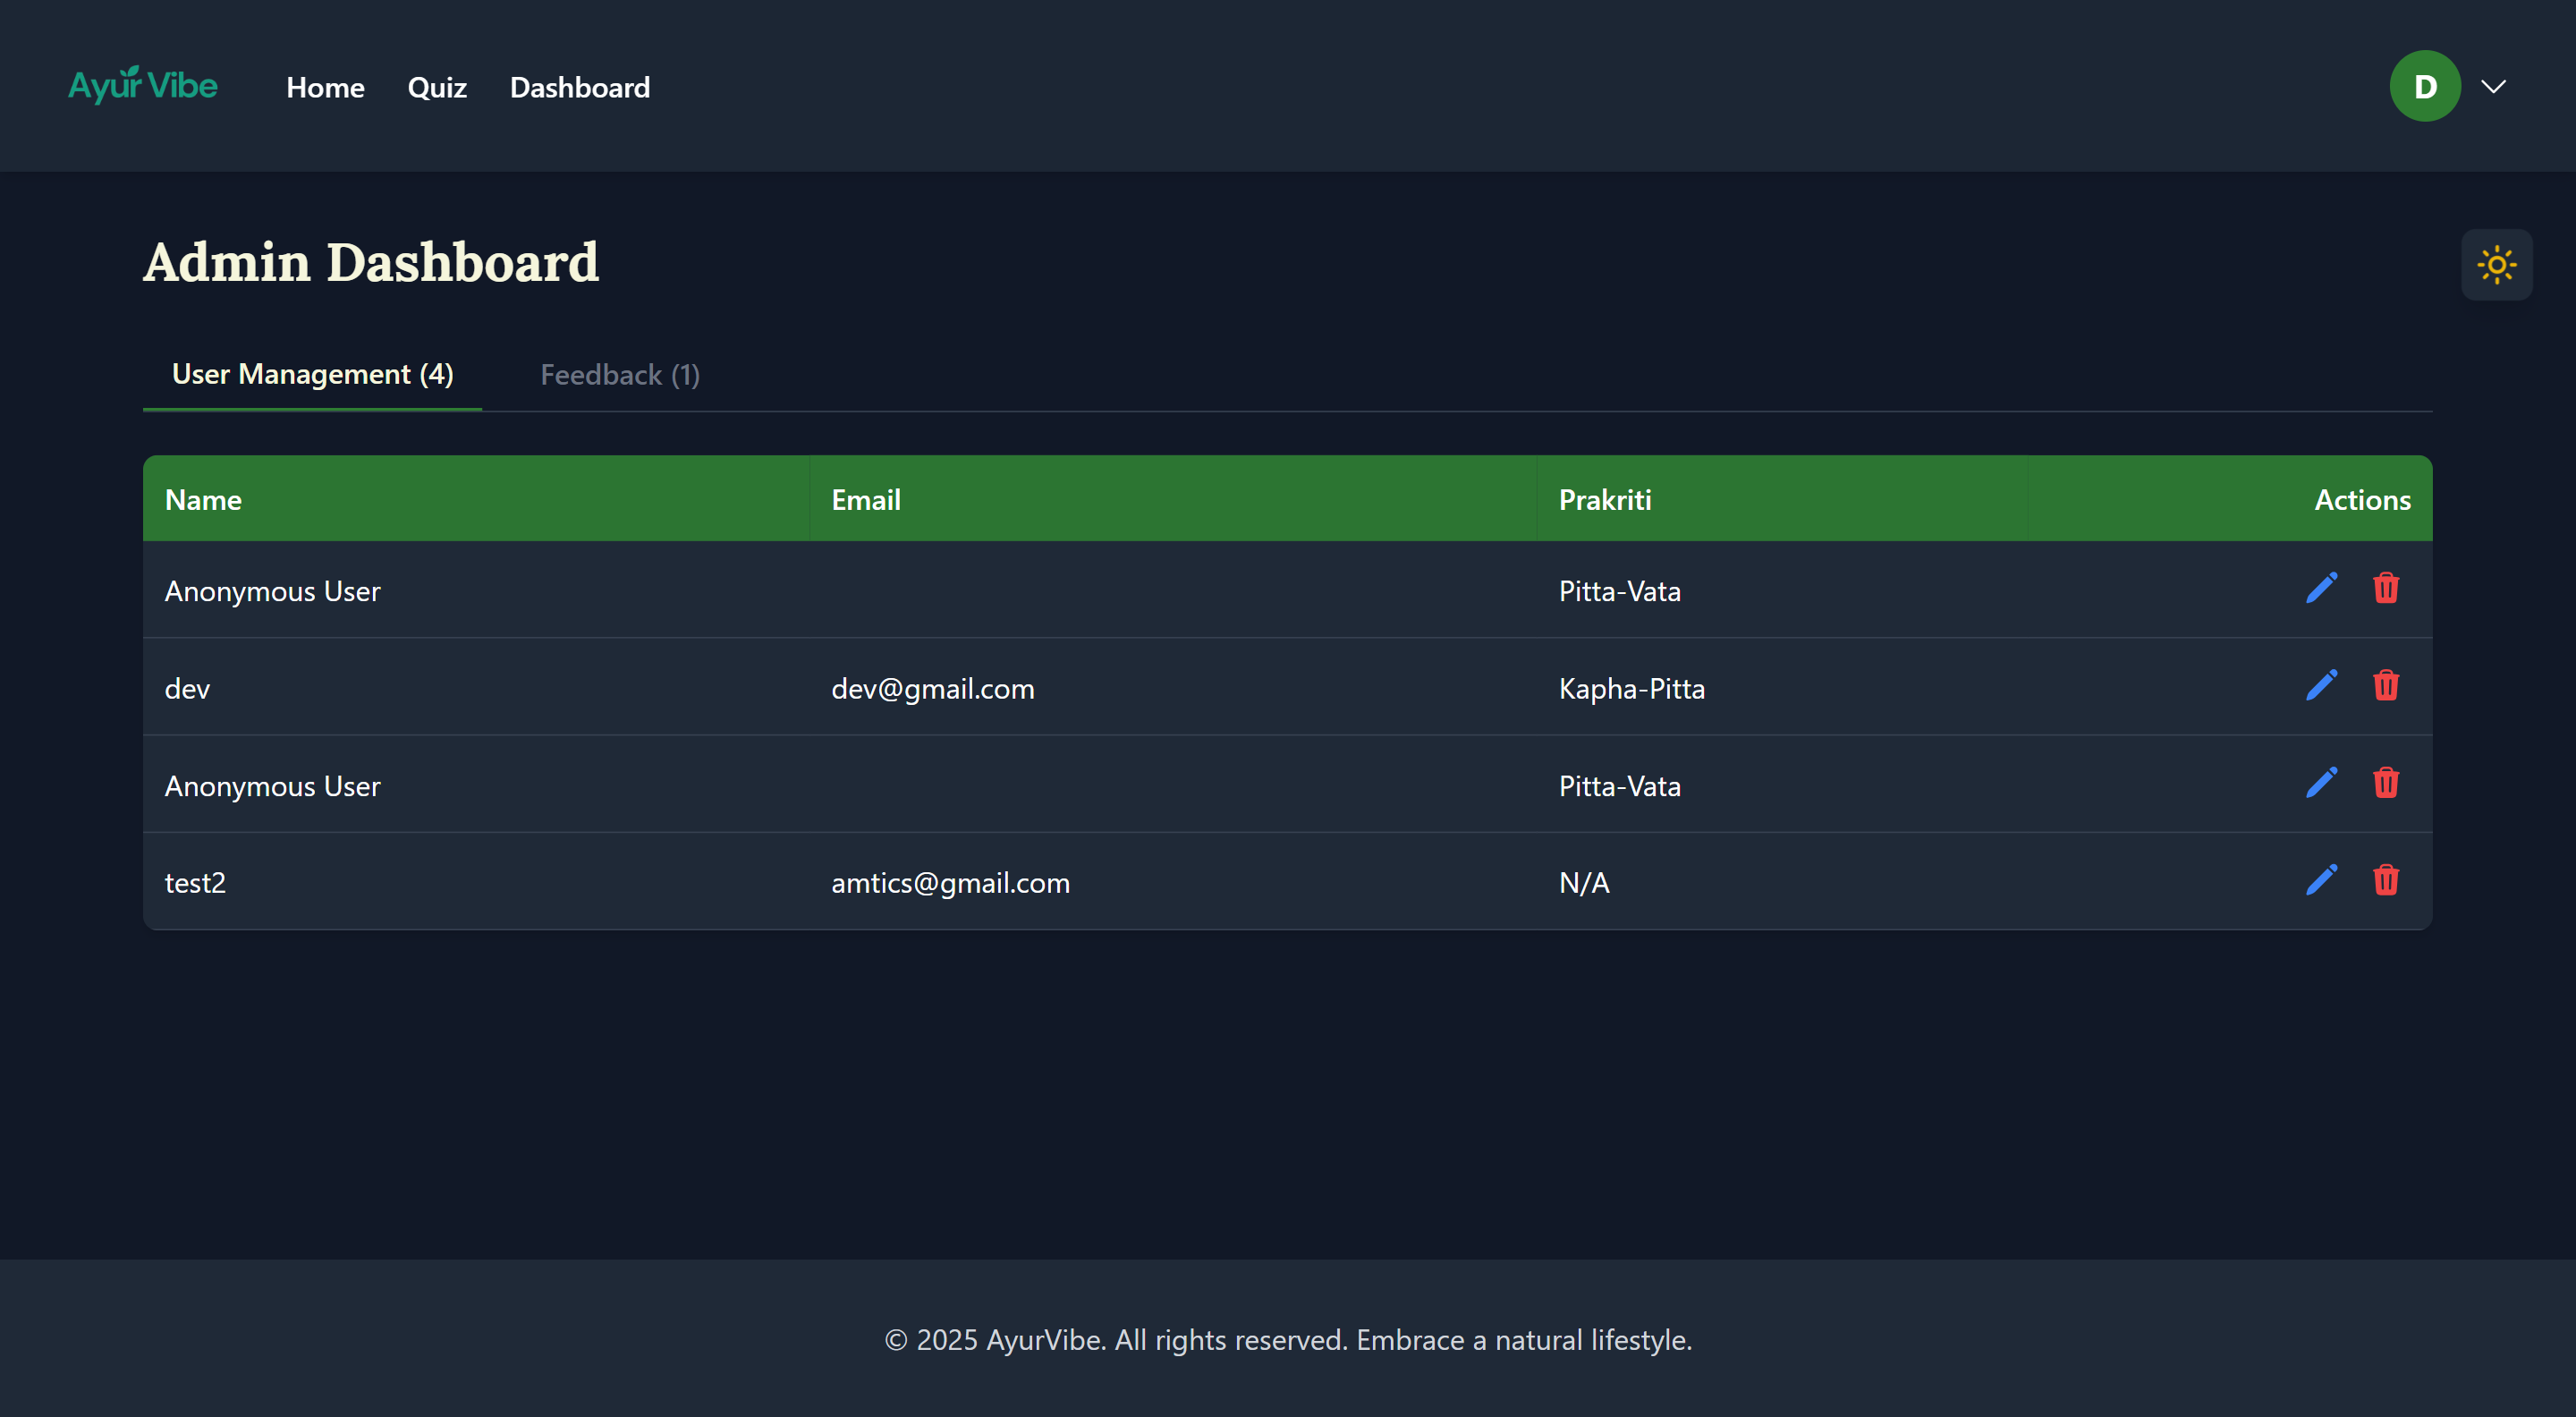 Ayur Vibe Home Quiz Dashboard D
Admin Dashboard
User Management (4) Feedback (1)
Name Email Prakriti Actions
Anonymous User Pitta-Vata
dev dev@gmail.com Kapha-Pitta
Anonymous User Pitta-Vata
test2 amtics@gmail.com N/A
© 2025 AyurVibe. All rights reserved. Embrace a natural lifestyle.